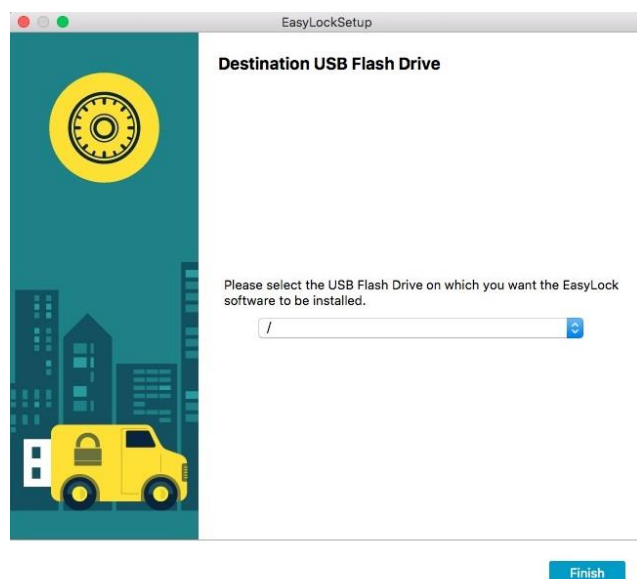 EasyLockSetup
Destination USB Flash Drive
Please select the USB Flash Drive on which you want the EasyLock
software to be installed.
/
Finish